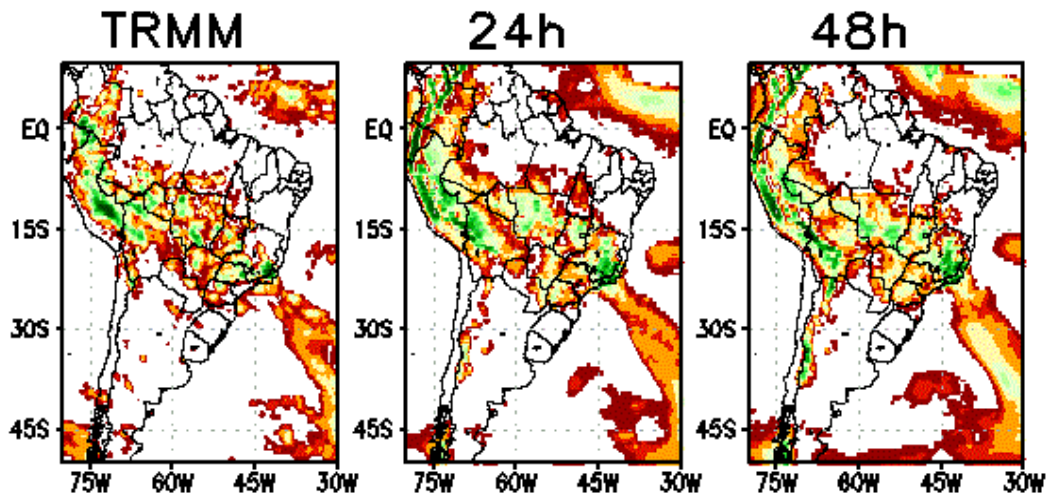 TRMM 24h 48h
EQ EQ EQ
15S 15S 15S
30S 30S 30S
45S 45S 45S
75W 60W 45W 30W 75W 60W 45W 30W 75W 60W 45W 30W